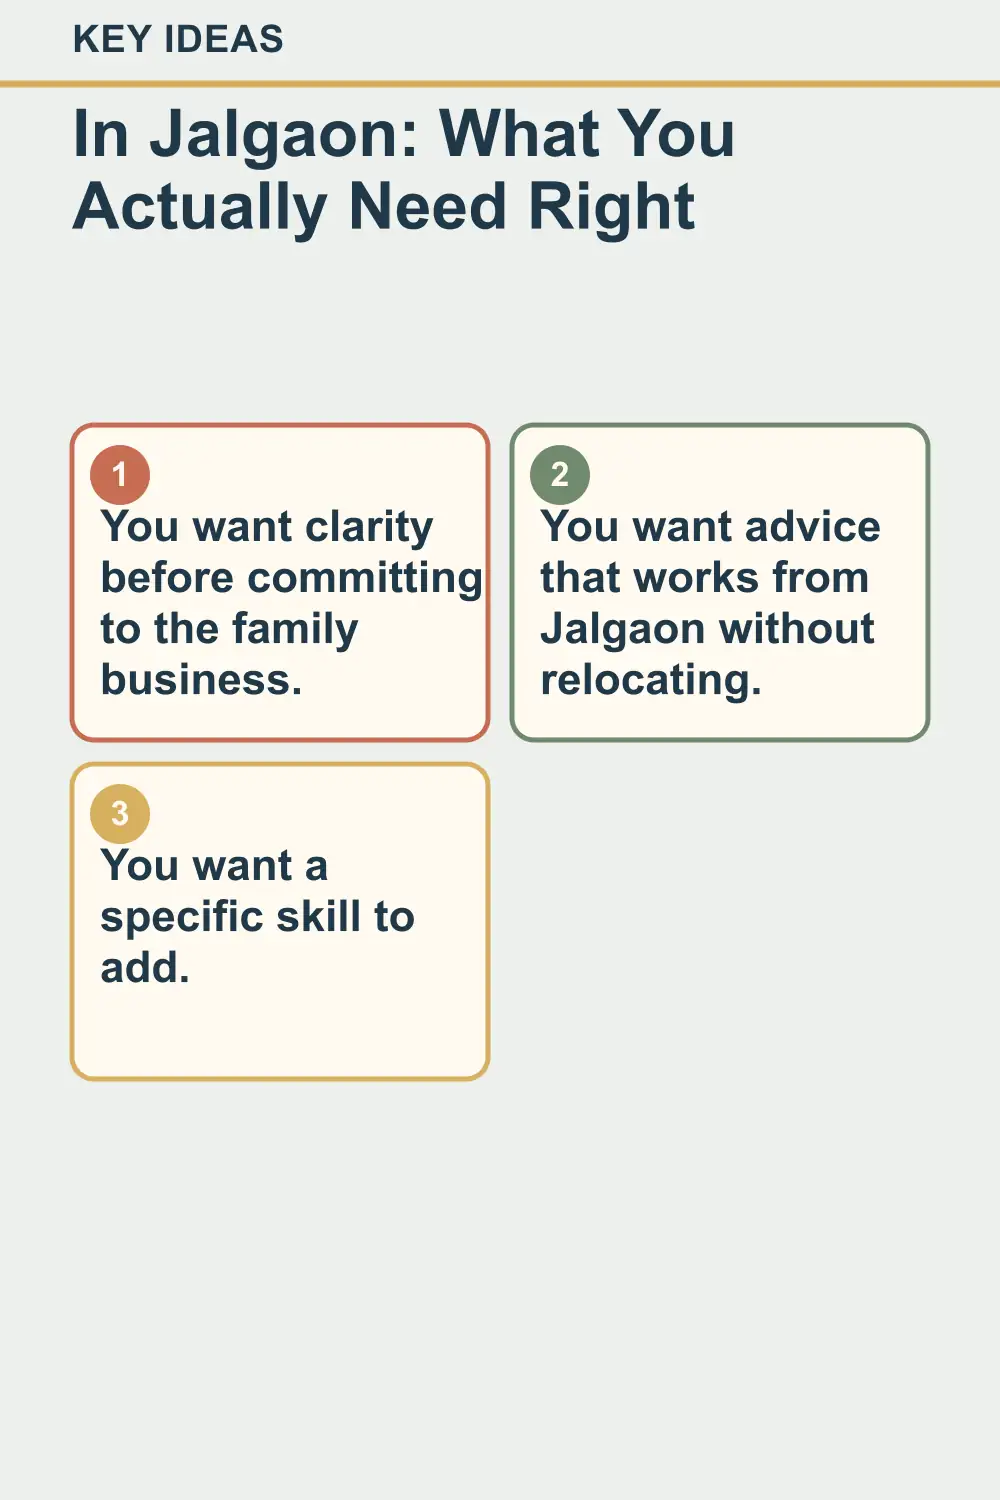 KEY IDEAS
In Jalgaon: What You
Actually Need Right
1
You want clarity
before committing
to the family
business.
2
You want advice
that works from
Jalgaon without
relocating.
3
You want a
specific skill to
add.